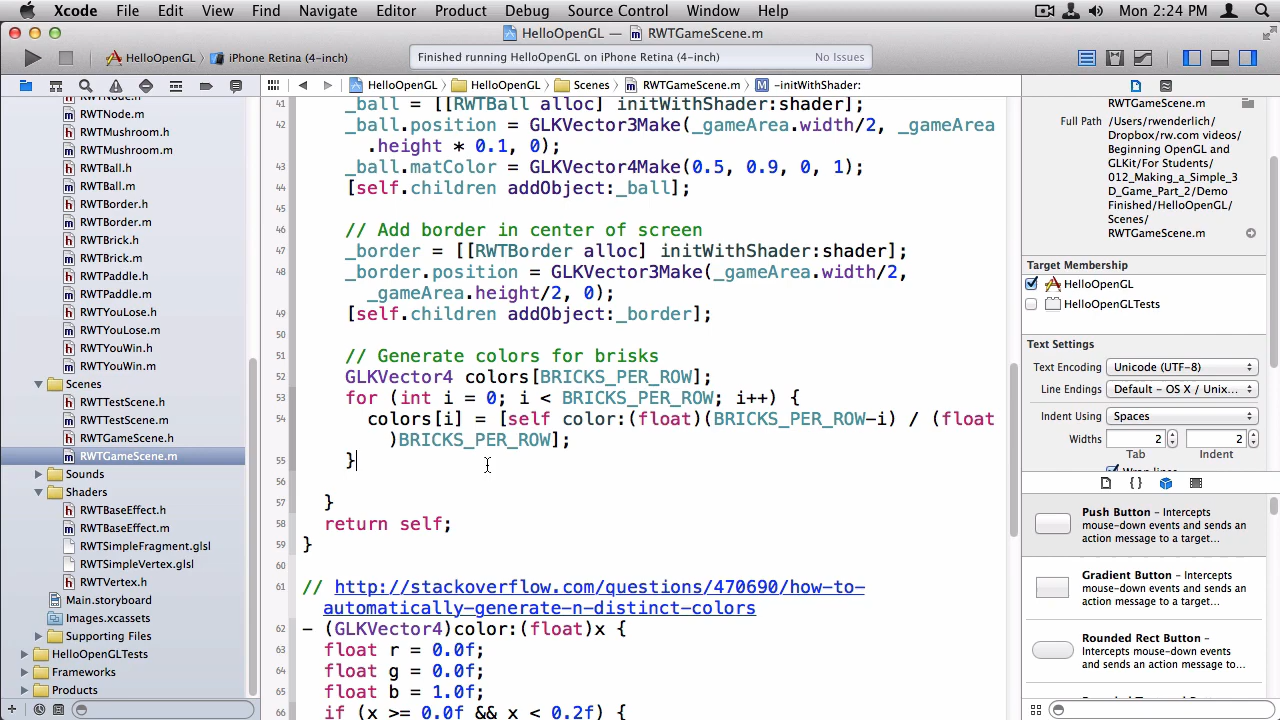 Xcode File Edit View Find Navigate Editor Product Debug Source Control Window Help Mon 2:24 PM
HelloOpenGL — RWTGameScene.m
HelloOpenGL iPhone Retina (4-inch) Finished running HelloOpenGL on iPhone Retina (4-inch) No Issues
HelloOpenGL HelloOpenGL Scenes RWTGameScene.m M -initWithShader:
RWTNode.m
RWTMushroom.h
RWTMushroom.m
RWTBall.h
RWTBall.m
RWTBorder.h
RWTBorder.m
RWTBrick.h
RWTBrick.m
RWTPaddle.h
RWTPaddle.m
RWTYouLose.h
RWTYouLose.m
RWTYouWin.h
RWTYouWin.m
Scenes
RWTTestScene.h
RWTTestScene.m
RWTGameScene.h
RWTGameScene.m
Sounds
Shaders
RWTBaseEffect.h
RWTBaseEffect.m
RWTSimpleFragment.glsl
RWTSimpleVertex.glsl
RWTVertex.h
Main.storyboard
Images.xcassets
Supporting Files
HelloOpenGLTests
Frameworks
Products
41 _ball = [[RWTBall alloc] initWithShader:shader];
42 _ball.position = GLKVector3Make(_gameArea.width/2, _gameArea
.height * 0.1, 0);
43 _ball.matColor = GLKVector4Make(0.5, 0.9, 0, 1);
44 [self.children addObject:_ball];
45
46 // Add border in center of screen
47 _border = [[RWTBorder alloc] initWithShader:shader];
48 _border.position = GLKVector3Make(_gameArea.width/2,
_gameArea.height/2, 0);
49 [self.children addObject:_border];
50
51 // Generate colors for brisks
52 GLKVector4 colors[BRICKS_PER_ROW];
53 for (int i = 0; i < BRICKS_PER_ROW; i++) {
54 colors[i] = [self color:(float)(BRICKS_PER_ROW-i) / (float
)BRICKS_PER_ROW];
55 }
56
57 }
58 return self;
59 }
60
61 // http://stackoverflow.com/questions/470690/how-to-
automatically-generate-n-distinct-colors
62 - (GLKVector4)color:(float)x {
63 float r = 0.0f;
64 float g = 0.0f;
65 float b = 1.0f;
66 if (x >= 0.0f && x < 0.2f) {
RWTGameScene.m
Full Path /Users/rwenderlich/
Dropbox/rw.com videos/
Beginning OpenGL and
GLKit/For Students/
012_Making_a_Simple_3
D_Game_Part_2/Demo
Finished/HelloOpenGL/
Scenes/
RWTGameScene.m
Target Membership
HelloOpenGL
HelloOpenGLTests
Text Settings
Text Encoding Unicode (UTF-8)
Line Endings Default - OS X / Unix...
Indent Using Spaces
Widths 2 2
Tab Indent
Push Button - Intercepts
mouse-down events and sends an
action message to a target...
Gradient Button - Intercepts
mouse-down events and sends an
action message to a target...
Rounded Rect Button -
Intercepts mouse-down events
and sends an action message to...